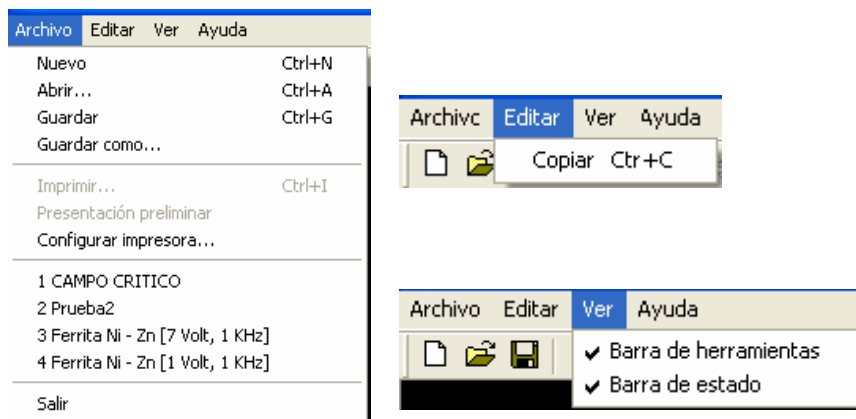 Archivo Editar Ver Ayuda
Nuevo Ctrl+N
Abrir... Ctrl+A
Guardar Ctrl+G
Guardar como...
Imprimir... Ctrl+I
Presentación preliminar
Configurar impresora...
1 CAMPO CRITICO
2 Prueba2
3 Ferrita Ni - Zn [7 Volt, 1 KHz]
4 Ferrita Ni - Zn [1 Volt, 1 KHz]
Salir
Archivc Editar Ver Ayuda
Copiar Ctr+C
Archivo Editar Ver Ayuda
✔ Barra de herramientas
✔ Barra de estado